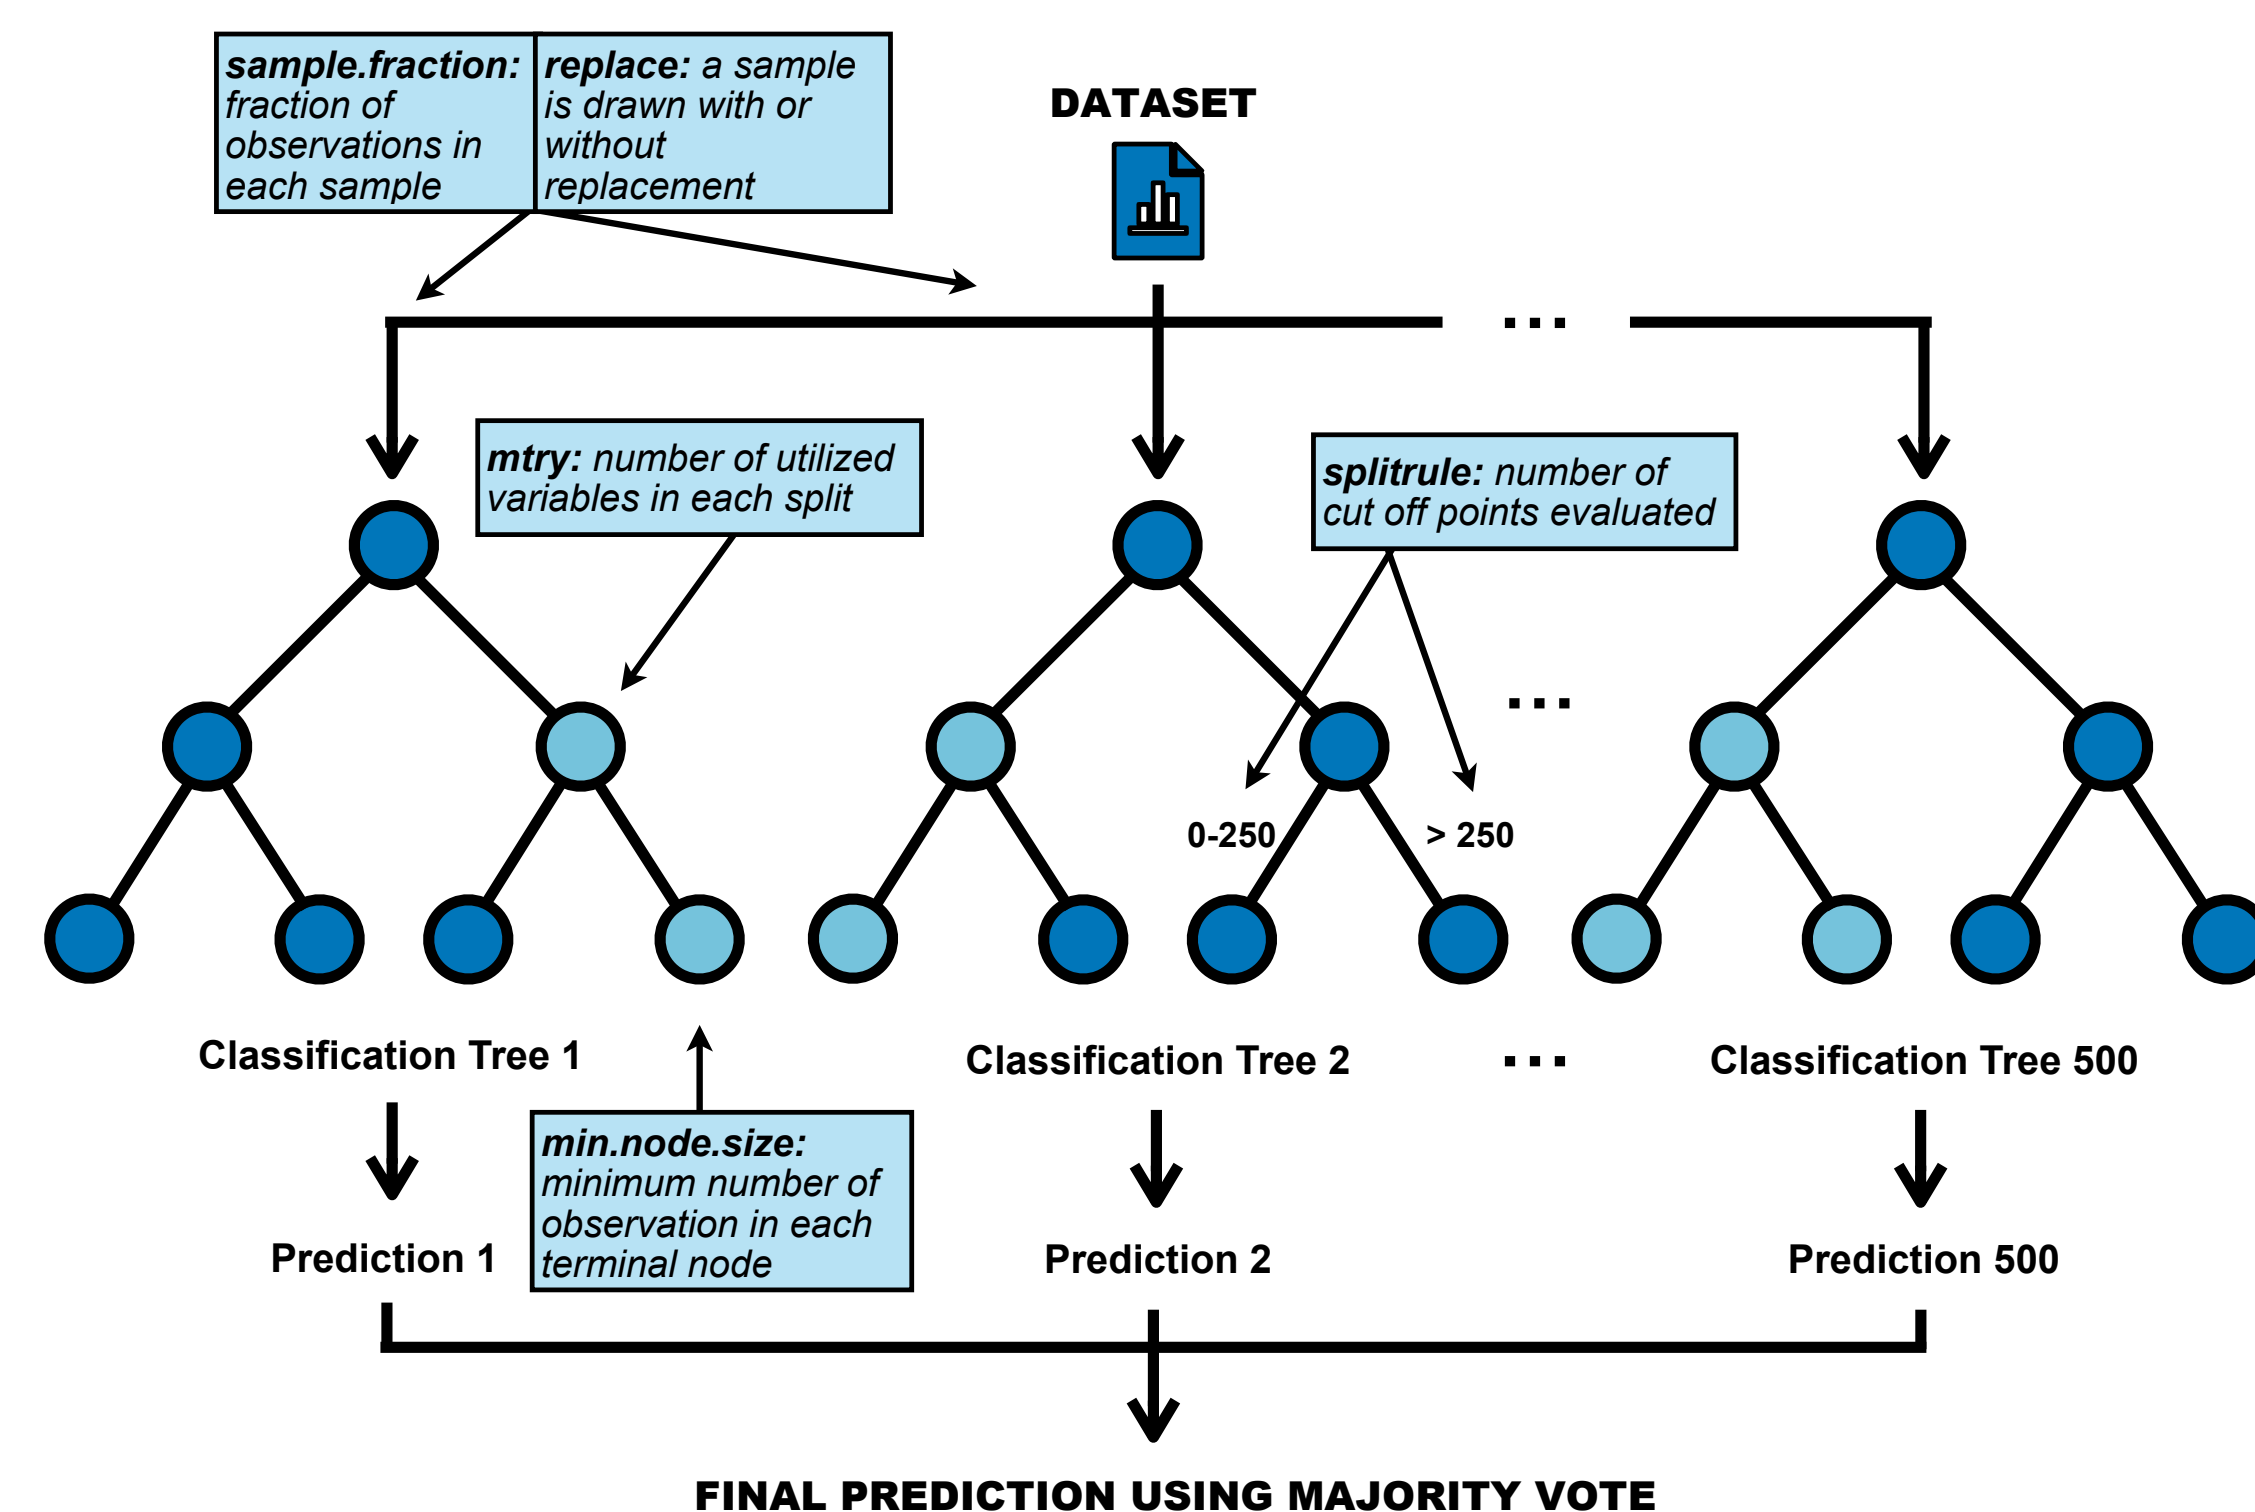 sample.fraction:
fraction of
observations in
each sample
replace: a sample
is drawn with or
without
replacement
DATASET
...
mtry: number of utilized
variables in each split
splitrule: number of
cut off points evaluated
...
0-250
> 250
Classification Tree 1
Classification Tree 2
...
Classification Tree 500
min.node.size:
minimum number of
observation in each
terminal node
Prediction 1
Prediction 2
Prediction 500
FINAL PREDICTION USING MAJORITY VOTE